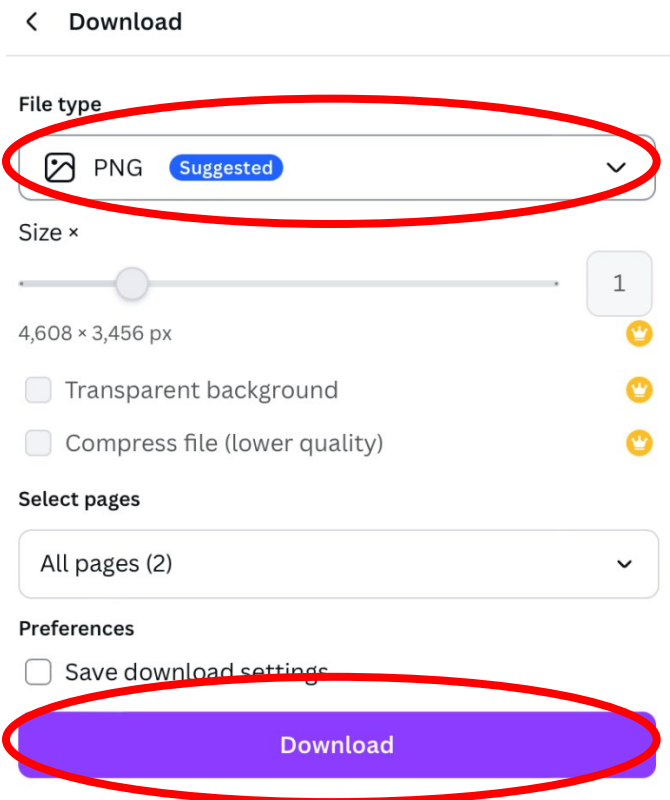 Download
File type
PNG Suggested
Size ×
1
4,608 × 3,456 px
Transparent background
Compress file (lower quality)
Select pages
All pages (2)
Preferences
Save download settings
Download